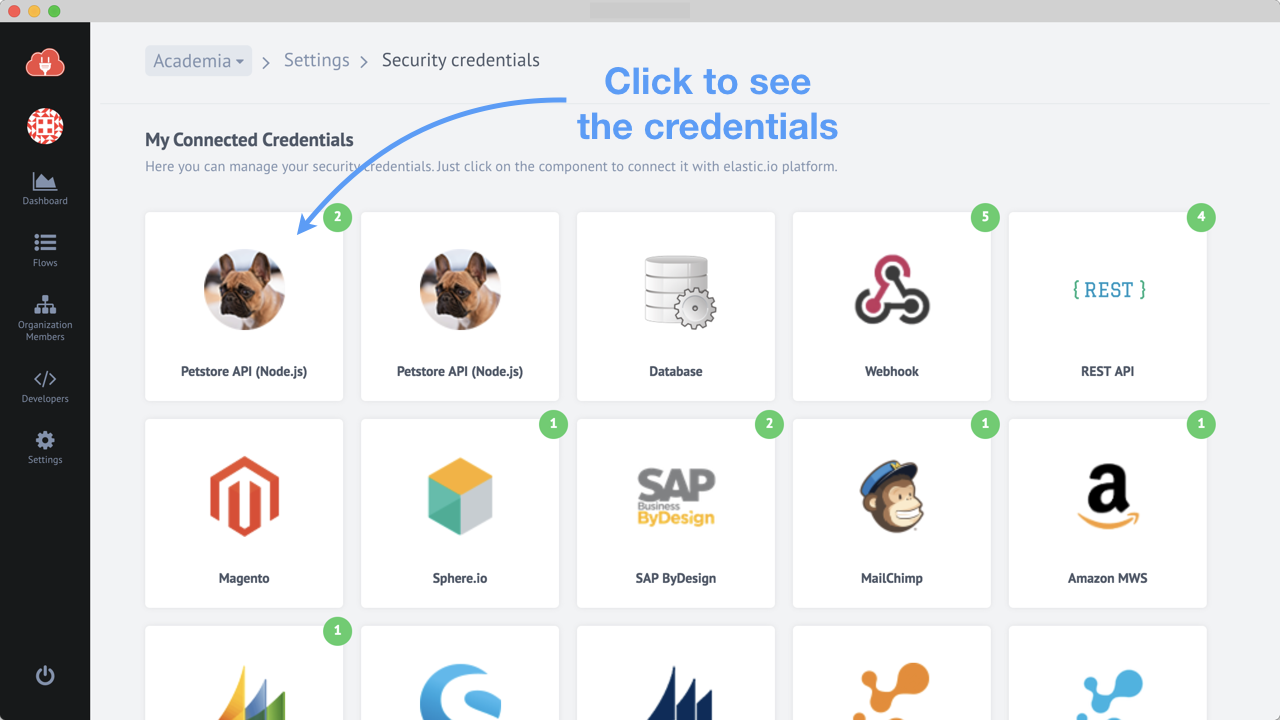 Academia
Settings
Security credentials
Click to see
the credentials
My Connected Credentials
Here you can manage your security credentials. Just click on the component to connect it with elastic.io platform.
Dashboard
Flows
Organization
Members
Developers
Settings
2
5
4
{ REST }
Petstore API (Node.js)
Petstore API (Node.js)
Database
Webhook
REST API
1
2
1
1
SAP
Business
ByDesign
a
Magento
Sphere.io
SAP ByDesign
MailChimp
Amazon MWS
1